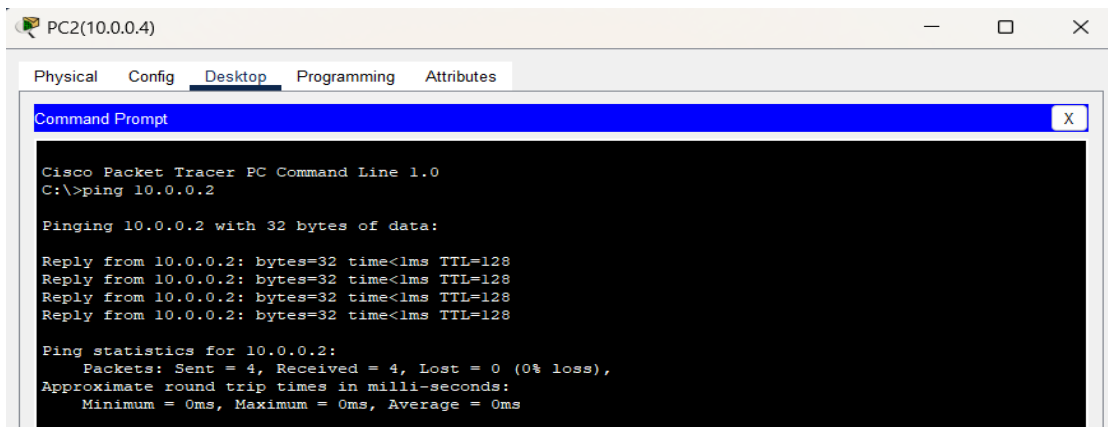 PC2(10.0.0.4)
Physical Config Desktop Programming Attributes
Command Prompt X
Cisco Packet Tracer PC Command Line 1.0
C:\>ping 10.0.0.2
Pinging 10.0.0.2 with 32 bytes of data:
Reply from 10.0.0.2: bytes=32 time<1ms TTL=128
Reply from 10.0.0.2: bytes=32 time<1ms TTL=128
Reply from 10.0.0.2: bytes=32 time<1ms TTL=128
Reply from 10.0.0.2: bytes=32 time<1ms TTL=128
Ping statistics for 10.0.0.2:
Packets: Sent = 4, Received = 4, Lost = 0 (0% loss),
Approximate round trip times in milli-seconds:
Minimum = 0ms, Maximum = 0ms, Average = 0ms